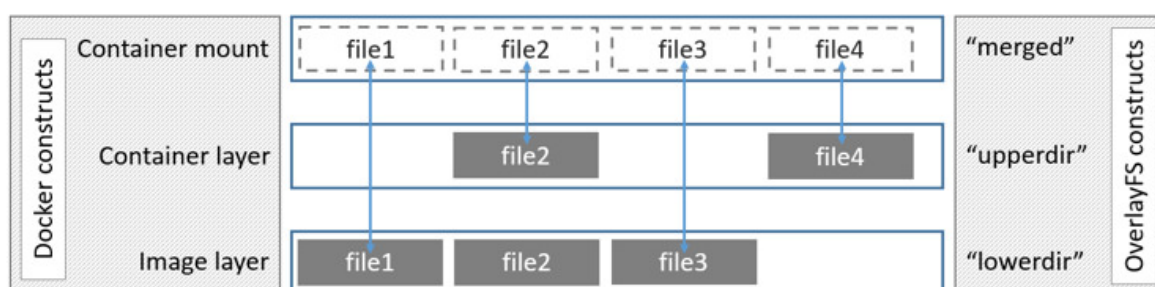 Docker constructs
Container mount
file1 file2 file3 file4
“merged”
Container layer
file2 file4
“upperdir”
Image layer
file1 file2 file3
“lowerdir”
OverlayFS constructs